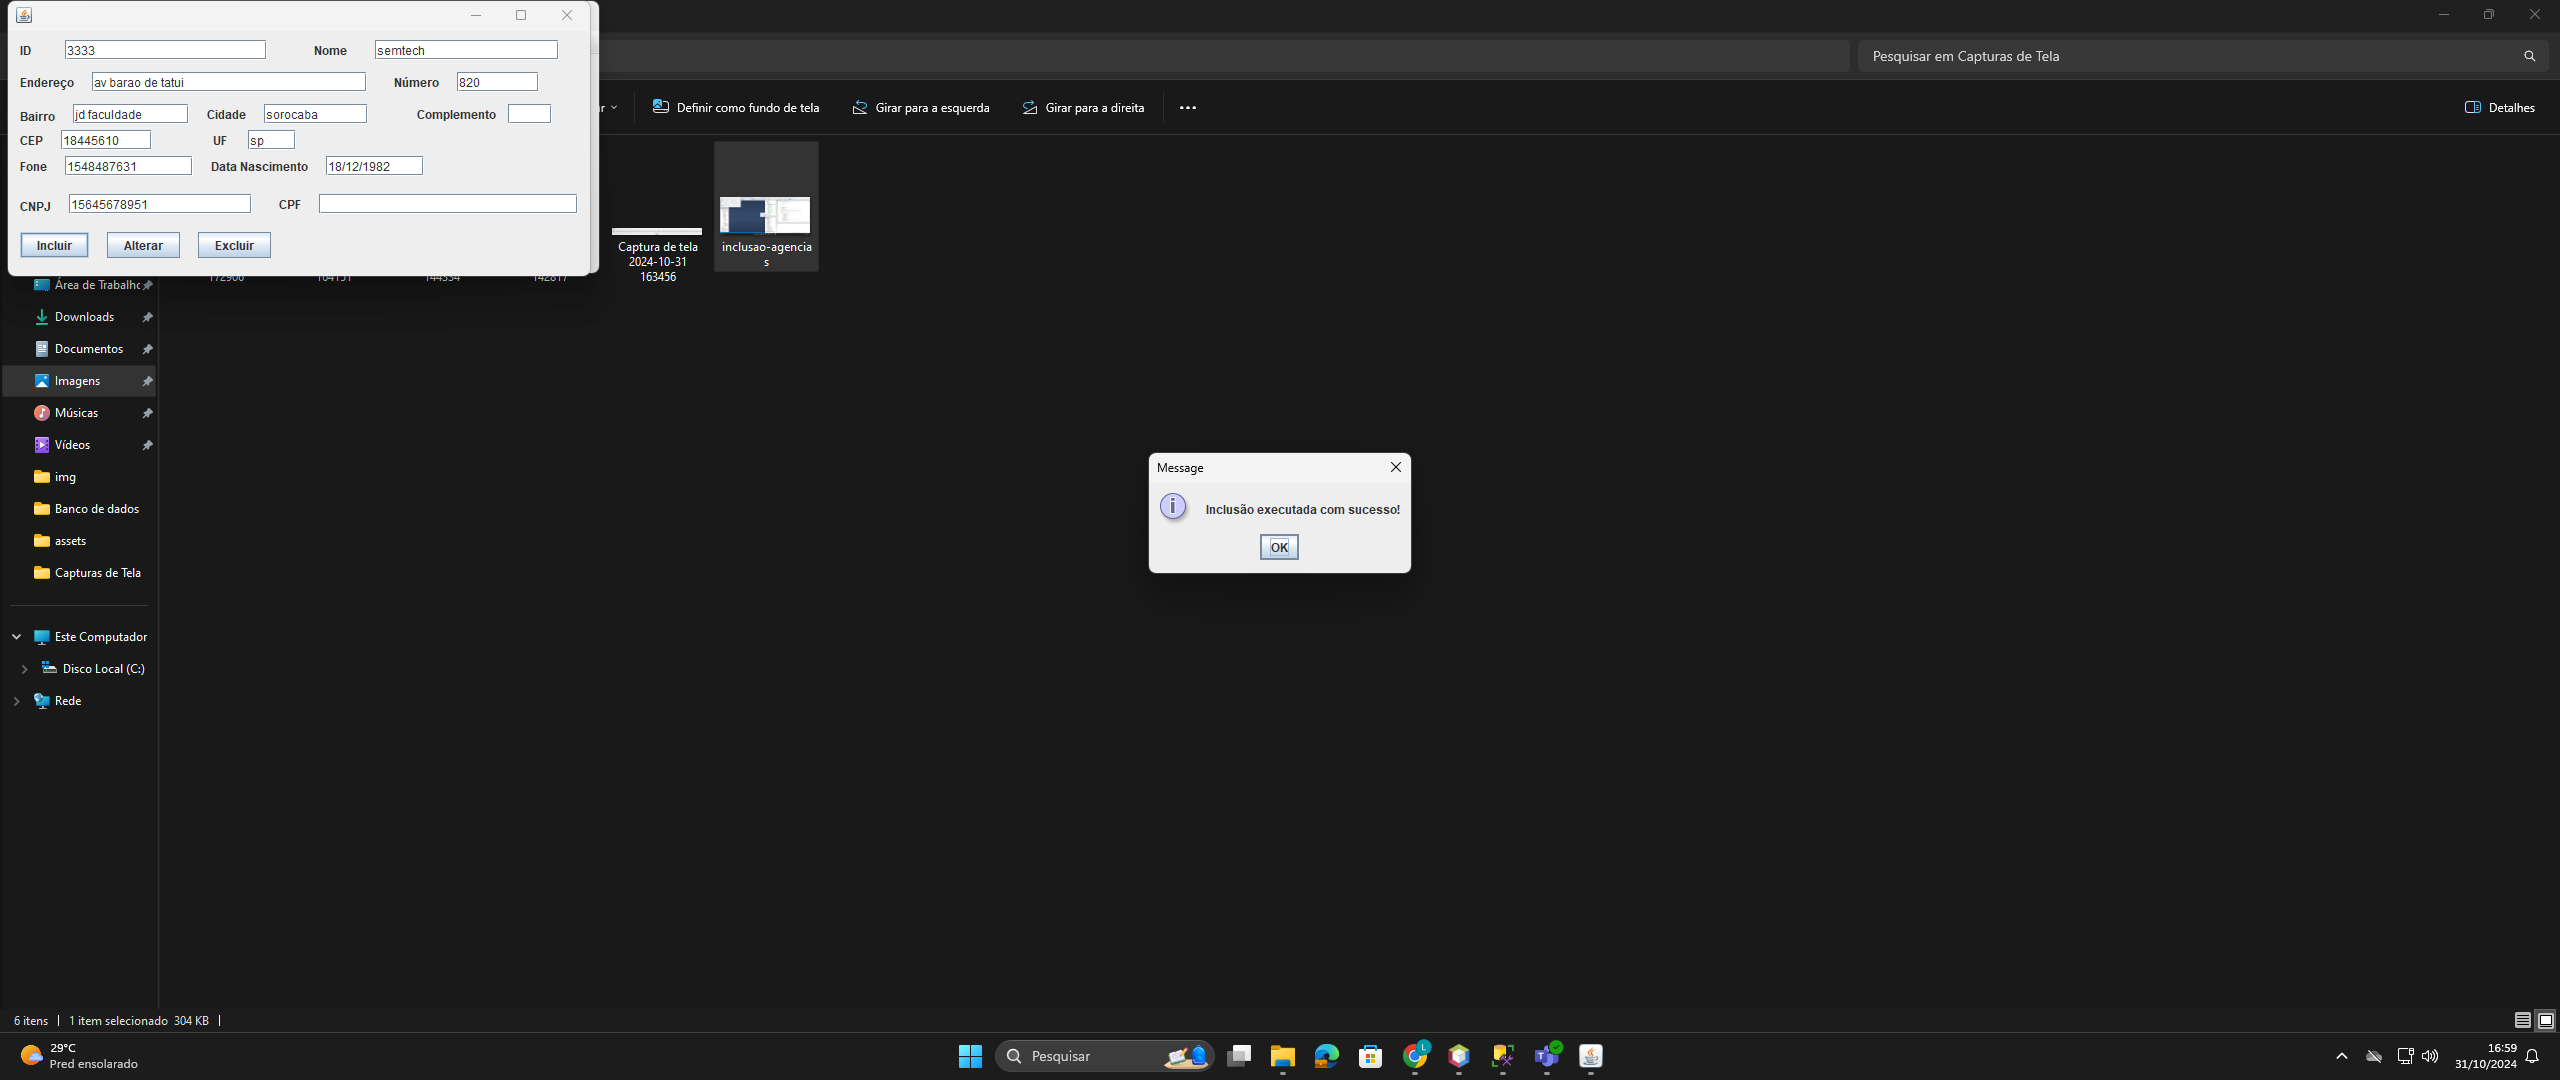 ID 3333 Nome semtech
Endereço av barao de tatui Número 820
Bairro jd faculdade Cidade sorocaba Complemento
CEP 18445610 UF sp
Fone 1548487631 Data Nascimento 18/12/1982
CNPJ 15645678951 CPF
Incluir Alterar Excluir
Pesquisar em Capturas de Tela
Definir como fundo de tela Girar para a esquerda Girar para a direita Detalhes
Captura de tela
2024-10-31
163456
inclusao-agencia
s
Área de Trabalho
Downloads
Documentos
Imagens
Músicas
Vídeos
img
Banco de dados
assets
Capturas de Tela
Este Computador
Disco Local (C:)
Rede
Message
Inclusão executada com sucesso!
OK
6 itens 1 item selecionado 304 KB
29°C
Pred ensolarado
Pesquisar
16:59
31/10/2024